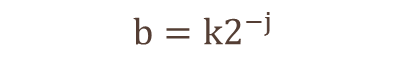 b = k2⁻ʲ